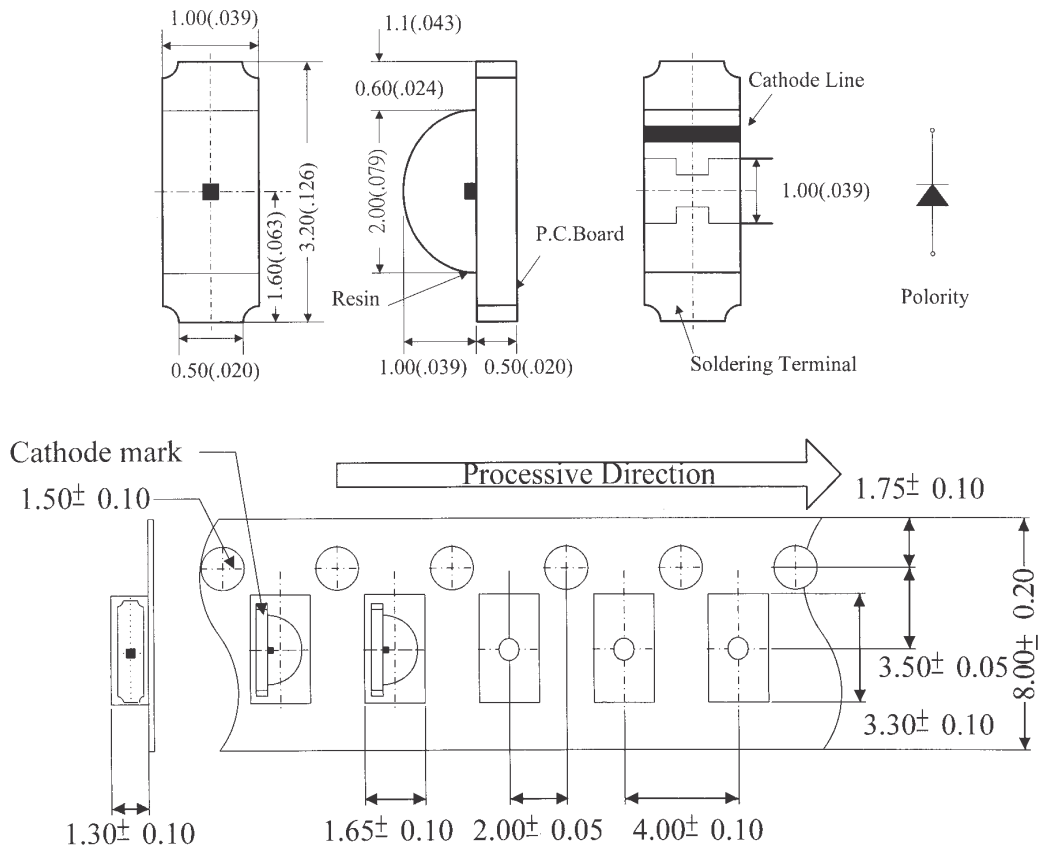 1.00(.039)
1.1(.043)
0.60(.024)
Cathode Line
2.00(.079)
3.20(.126)
1.60(.063)
1.00(.039)
P.C.Board
Resin
Polority
0.50(.020)
1.00(.039)
0.50(.020)
Soldering Terminal
Cathode mark
Processive Direction
1.50± 0.10
1.75± 0.10
8.00± 0.20
3.50± 0.05
3.30± 0.10
1.30± 0.10
1.65± 0.10
2.00± 0.05
4.00± 0.10